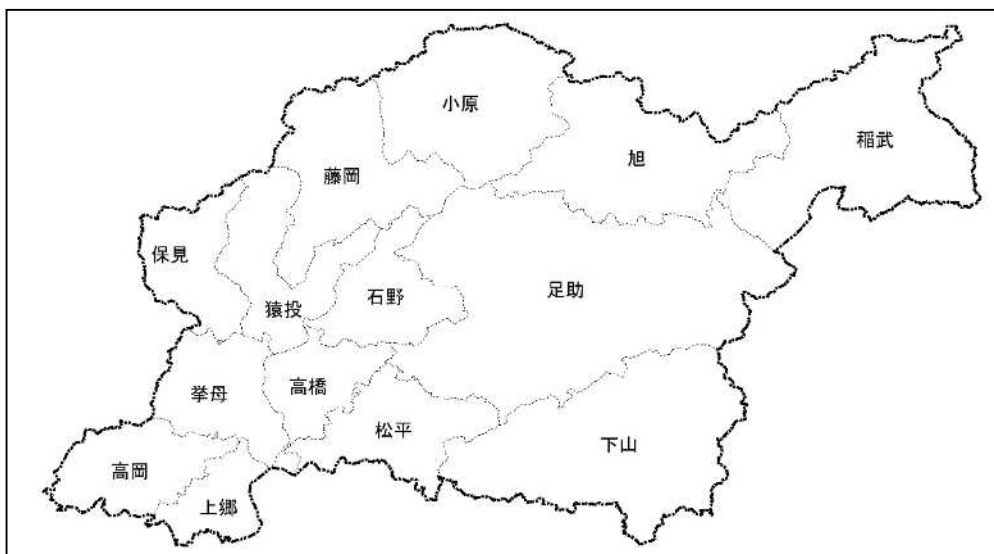 小原
稲武
旭
藤岡
保見
石野
足助
猿投
高橋
挙母
松平
下山
高岡
上郷